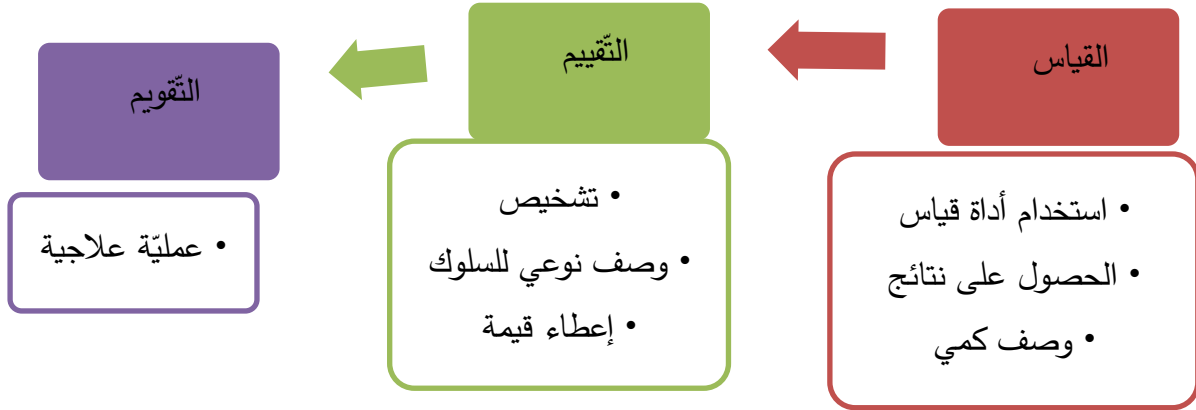 القياس
• استخدام أداة قياس
• الحصول على نتائج
• وصف كمي
التّقييم
• تشخيص
• وصف نوعي للسلوك
• إعطاء قيمة
التّقويم
• عمليّة علاجية